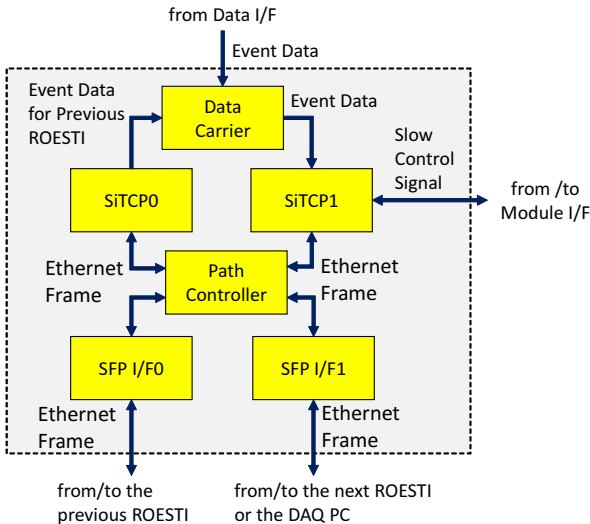 from Data I/F
Event Data
Event Data
for Previous
ROESTI
Data
Carrier
Event Data
Slow
Control
Signal
SiTCP0
SiTCP1
from /to
Module I/F
Ethernet
Frame
Path
Controller
Ethernet
Frame
SFP I/F0
SFP I/F1
Ethernet
Frame
Ethernet
Frame
from/to the
previous ROESTI
from/to the next ROESTI
or the DAQ PC